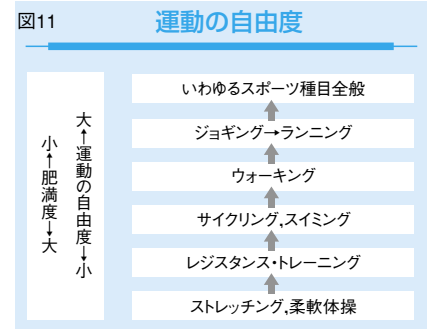 図11
運動の自由度
大←運動の自由度→小
小←肥満度→大
いわゆるスポーツ種目全般
ジョギング→ランニング
ウォーキング
サイクリング,スイミング
レジスタンス・トレーニング
ストレッチング,柔軟体操